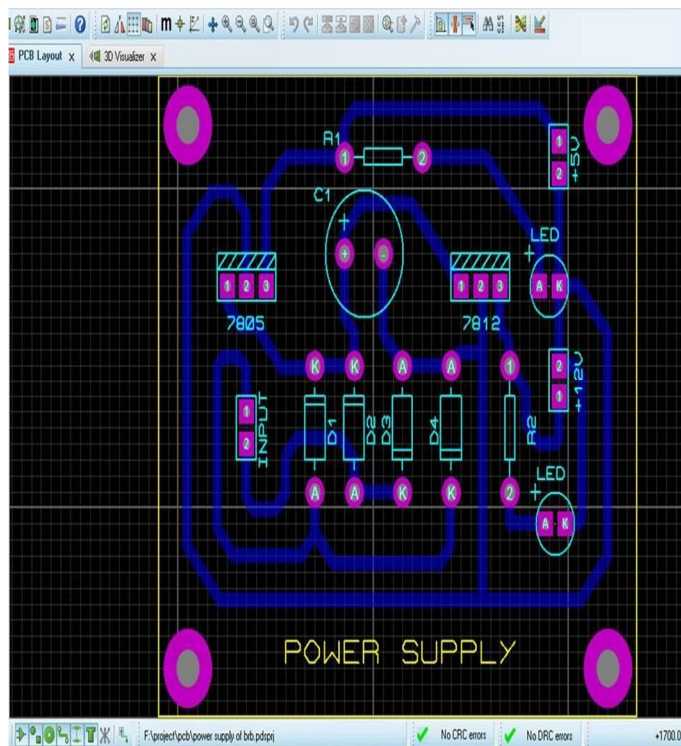 m
?
PCB Layout x
3D Visualizer x
R1
1 2
1
2
+5V
C1
+
+ -
LED
+
A K
1 2 3
7805
1 2 3
7812
K K A A 1
2
1
+12V
1
2
INPUT
D1
D2
D3
D4
R2
A A K K 2
LED
+
A K
POWER SUPPLY
F:\project\pcb\power supply of brb.pdsprj
No CRC errors
No DRC errors
+1700.0